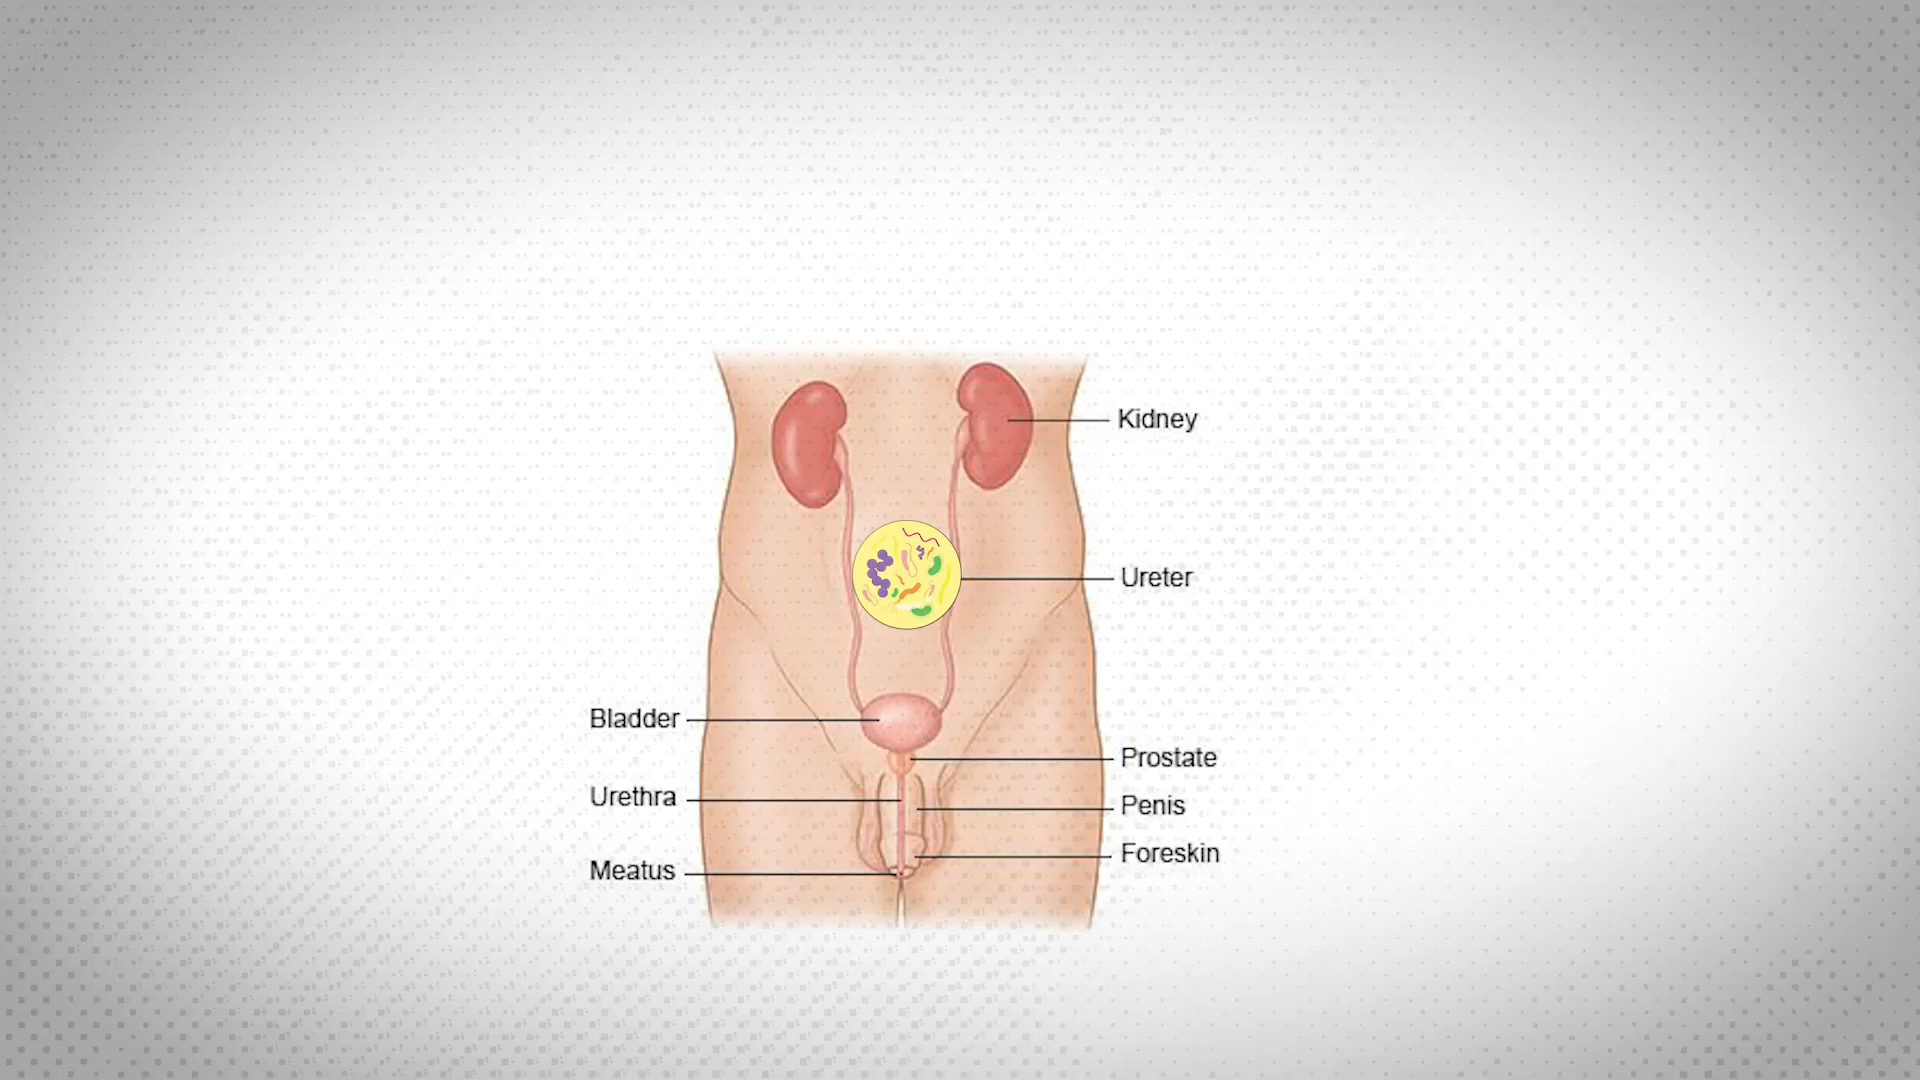 Kidney
Ureter
Bladder
Prostate
Urethra
Penis
Foreskin
Meatus